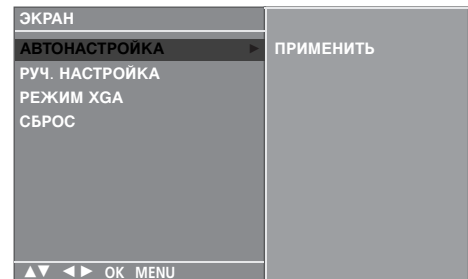 ЭКРАН
АВТОНАСТРОЙКА ►
ПРИМЕНИТЬ
РУЧ. НАСТРОЙКА
РЕЖИМ XGA
СБРОС
▲▼ ◄► OK MENU